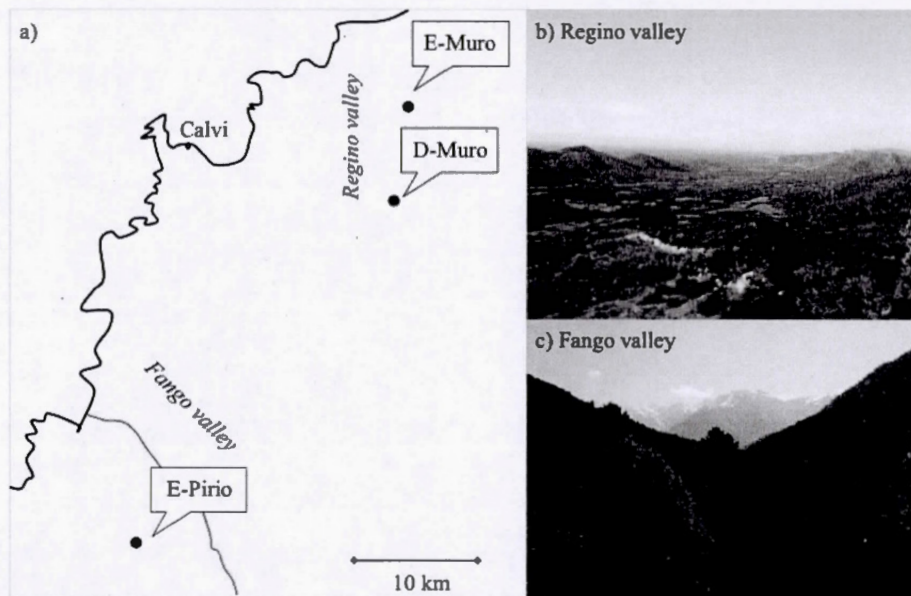 a)
E-Muro
Regino valley
Calvi
D-Muro
Fango valley
E-Pirio
10 km
b) Regino valley
c) Fango valley